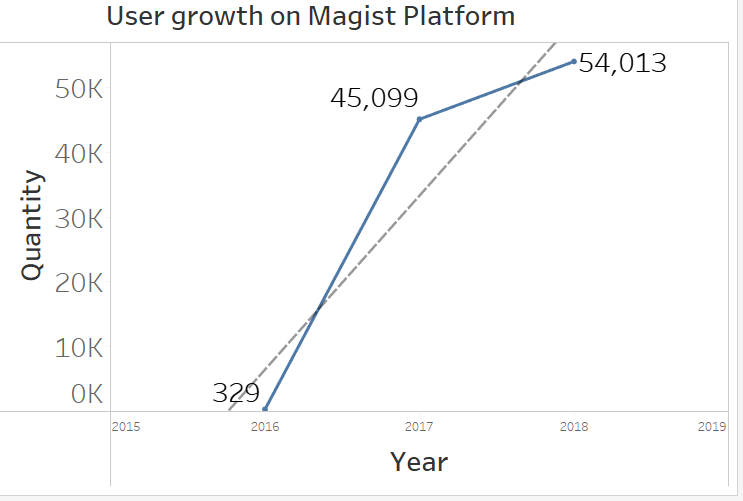 User growth on Magist Platform
Quantity
50K
40K
30K
20K
10K
0K
54,013
45,099
329
2015 2016 2017 2018 2019
Year